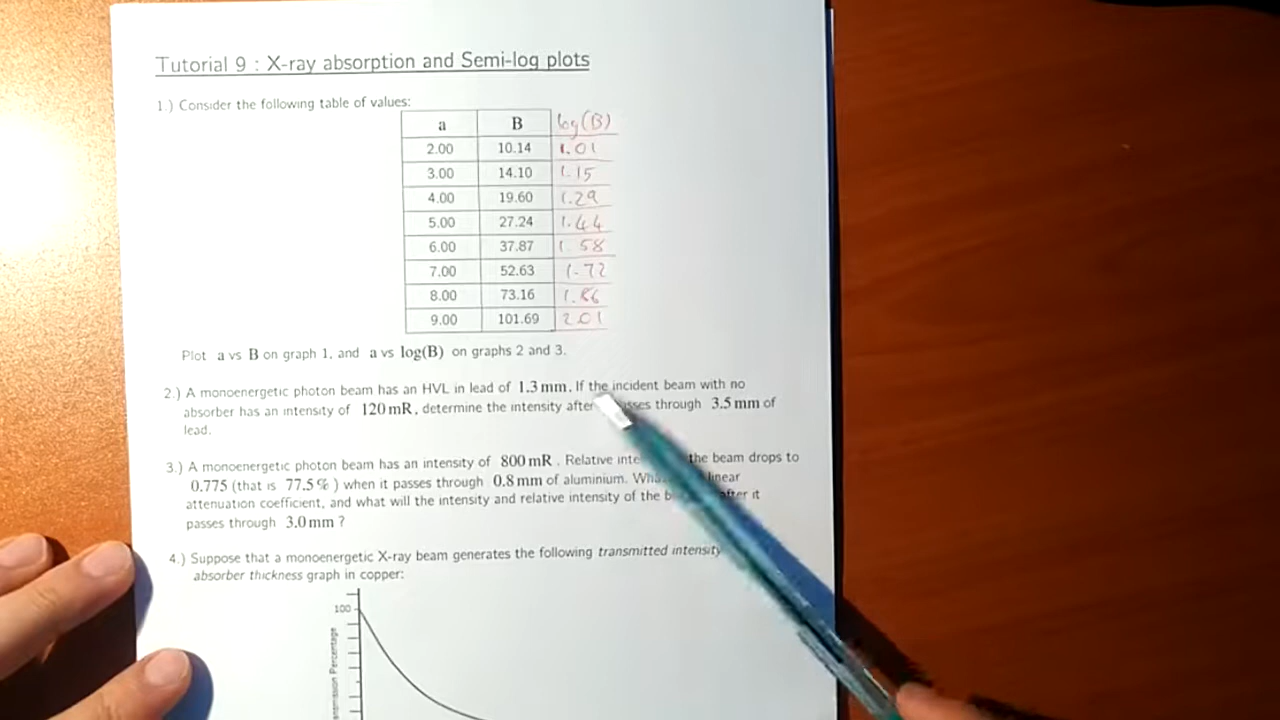 Tutorial 9 : X-ray absorption and Semi-log plots
1.) Consider the following table of values:
a B log(B)
2.00 10.14 1.01
3.00 14.10 1.15
4.00 19.60 1.29
5.00 27.24 1.44
6.00 37.87 1.58
7.00 52.63 1.72
8.00 73.16 1.86
9.00 101.69 2.01
Plot a vs B on graph 1, and a vs log(B) on graphs 2 and 3.
2.) A monoenergetic photon beam has an HVL in lead of 1.3 mm. If the incident beam with no
absorber has an intensity of 120 mR, determine the intensity after through 3.5 mm of
lead.
3.) A monoenergetic photon beam has an intensity of 800 mR. Relative the beam drops to
0.775 (that is 77.5 %) when it passes through 0.8 mm of aluminium. linear
attenuation coefficient, and what will the intensity and relative intensity of the after it
passes through 3.0 mm ?
4.) Suppose that a monoenergetic X-ray beam generates the following transmitted intensity
absorber thickness graph in copper:
100
Percentage